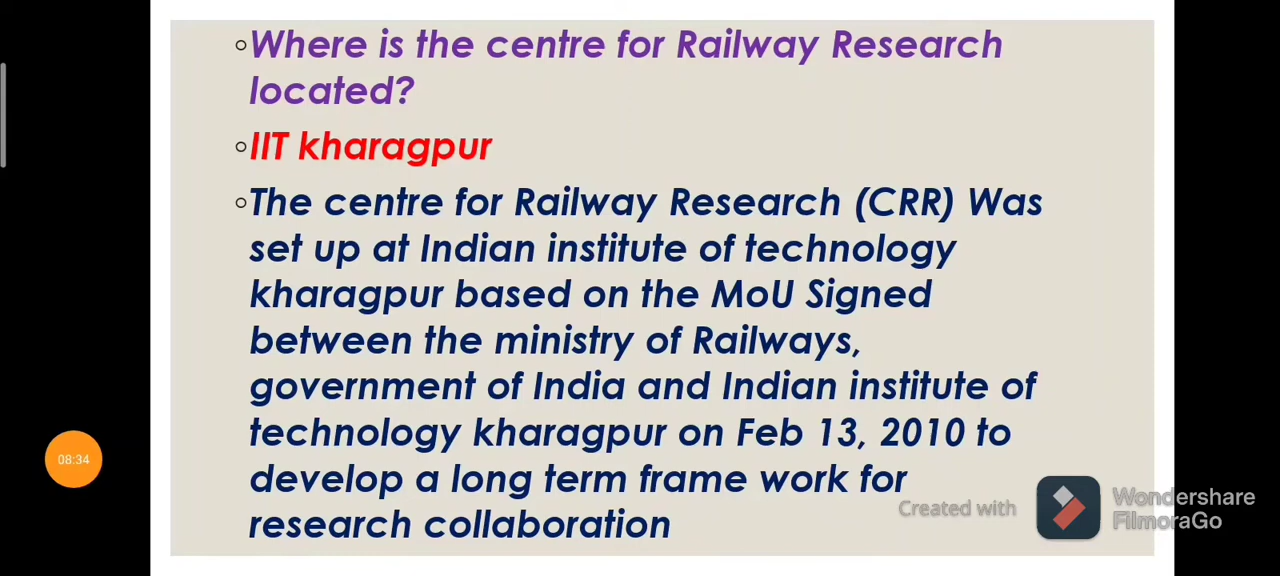 Where is the centre for Railway Research
located?
IIT kharagpur
The centre for Railway Research (CRR) Was
set up at Indian institute of technology
kharagpur based on the MoU Signed
between the ministry of Railways,
government of India and Indian institute of
technology kharagpur on Feb 13, 2010 to
develop a long term frame work for
research collaboration
08:34
Created with
Wondershare
FilmoraGo